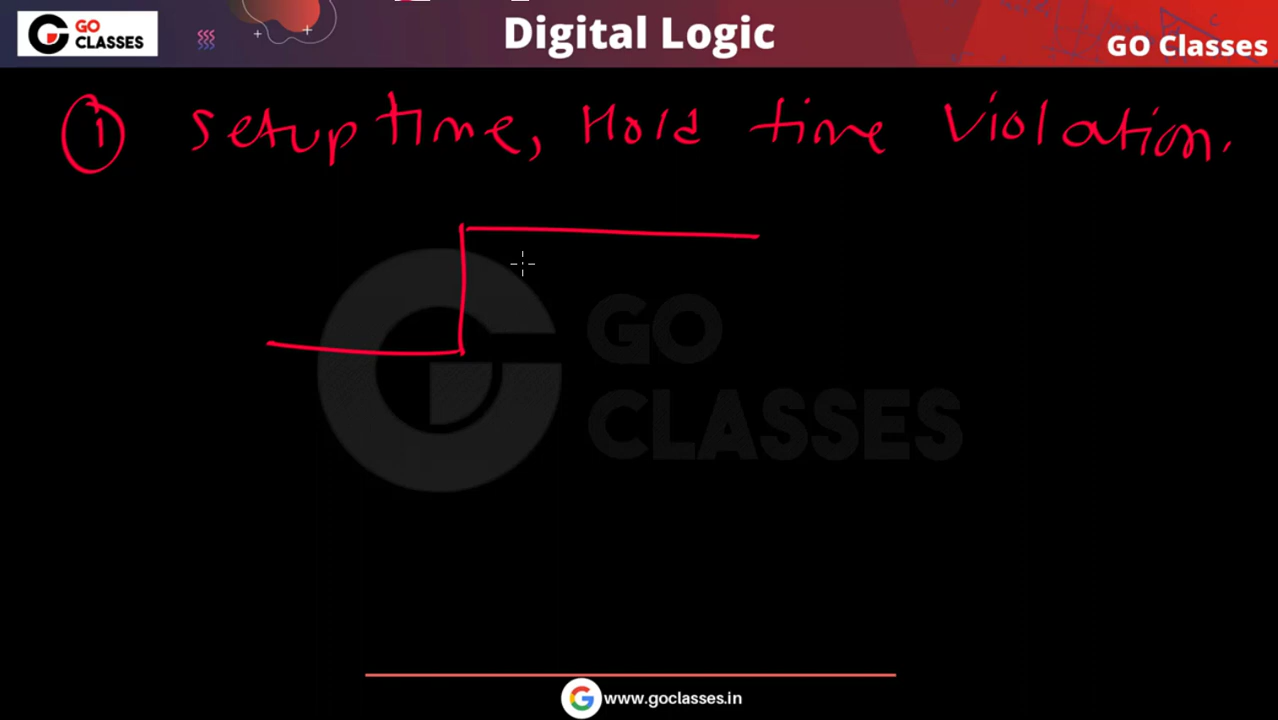 GO
CLASSES
Digital Logic
GO Classes
1 Setup time, Hold time Violation.
GO
CLASSES
www.goclasses.in